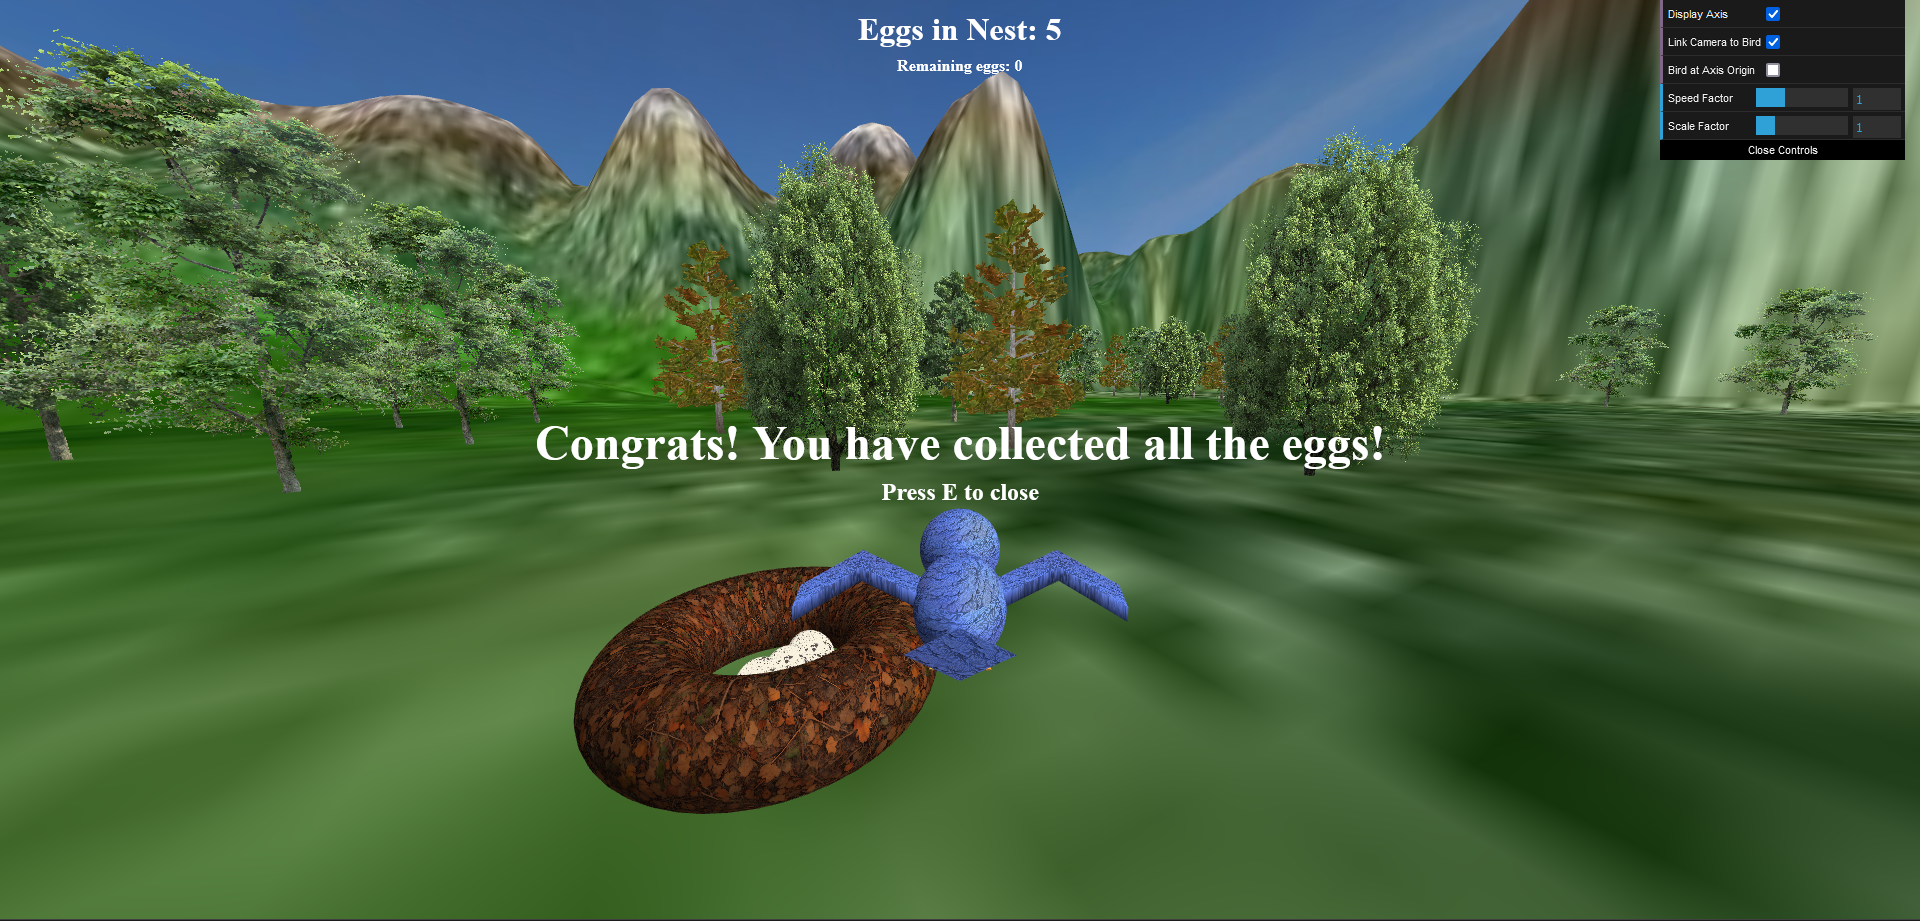 Eggs in Nest: 5
Remaining eggs: 0
Display Axis
Link Camera to Bird
Bird at Axis Origin
Speed Factor 1
Scale Factor 1
Close Controls
Congrats! You have collected all the eggs!
Press E to close